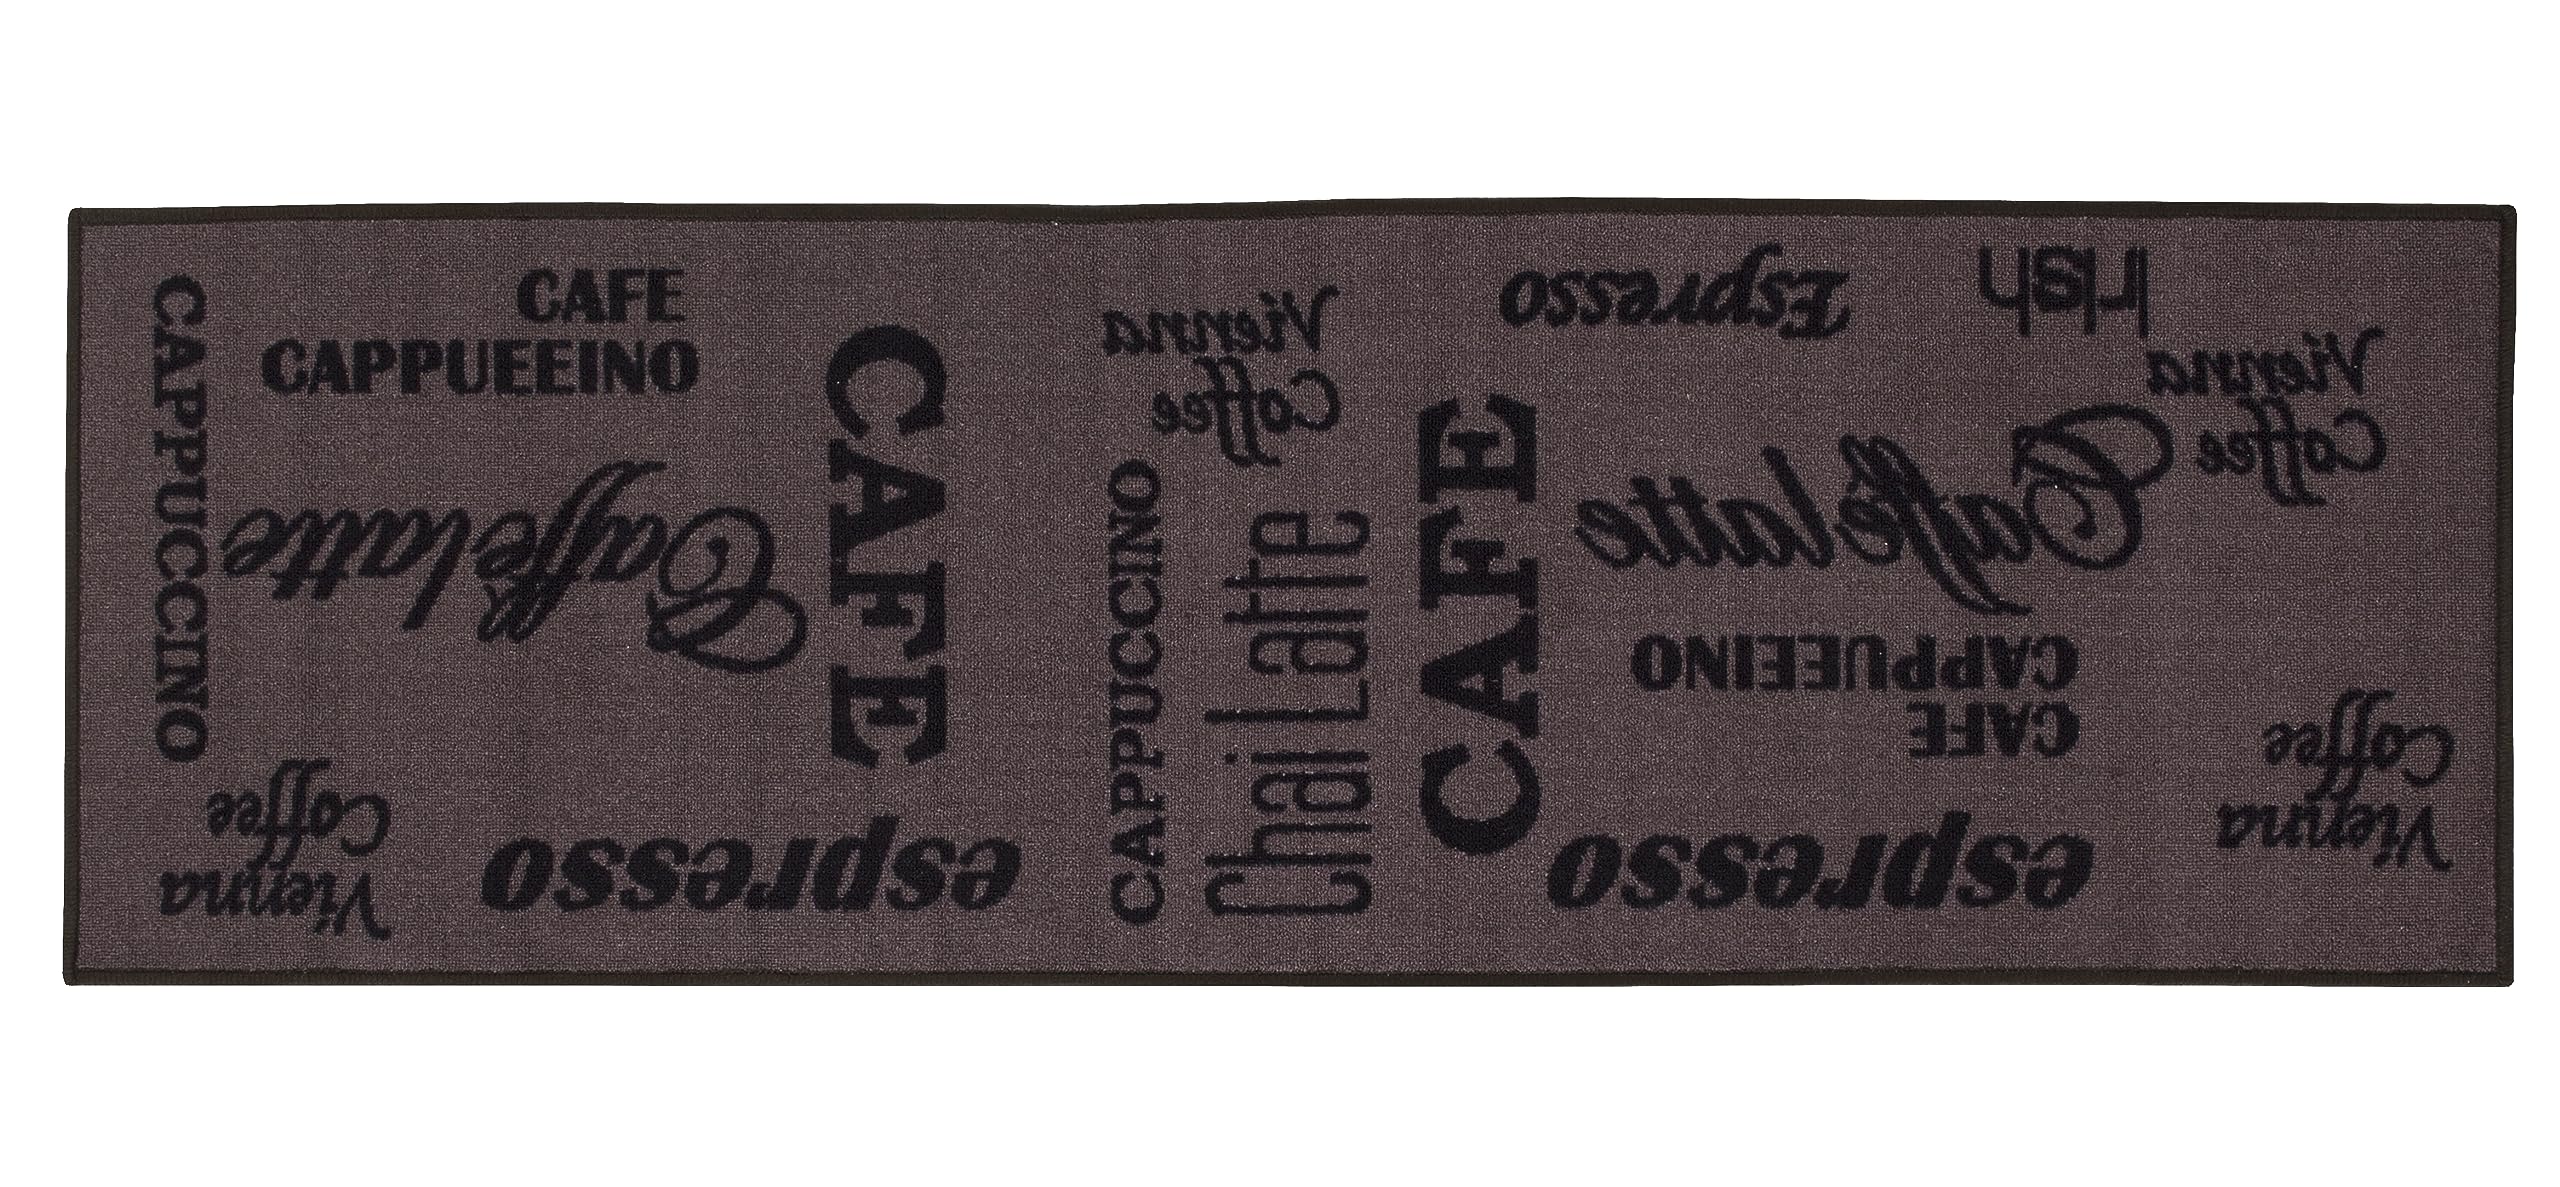 CAPPUCCINO
CAFE
CAPPUEEINO
Caffe latte
Vienna
Coffee
CAFE
espresso
Vienna
Coffee
CAPPUCCINO
Chai Latte
CAFE
Espresso
Vienna
Coffee
Caffe latte
CAPPUEEINO
CAFE
espresso
Vienna
Coffee